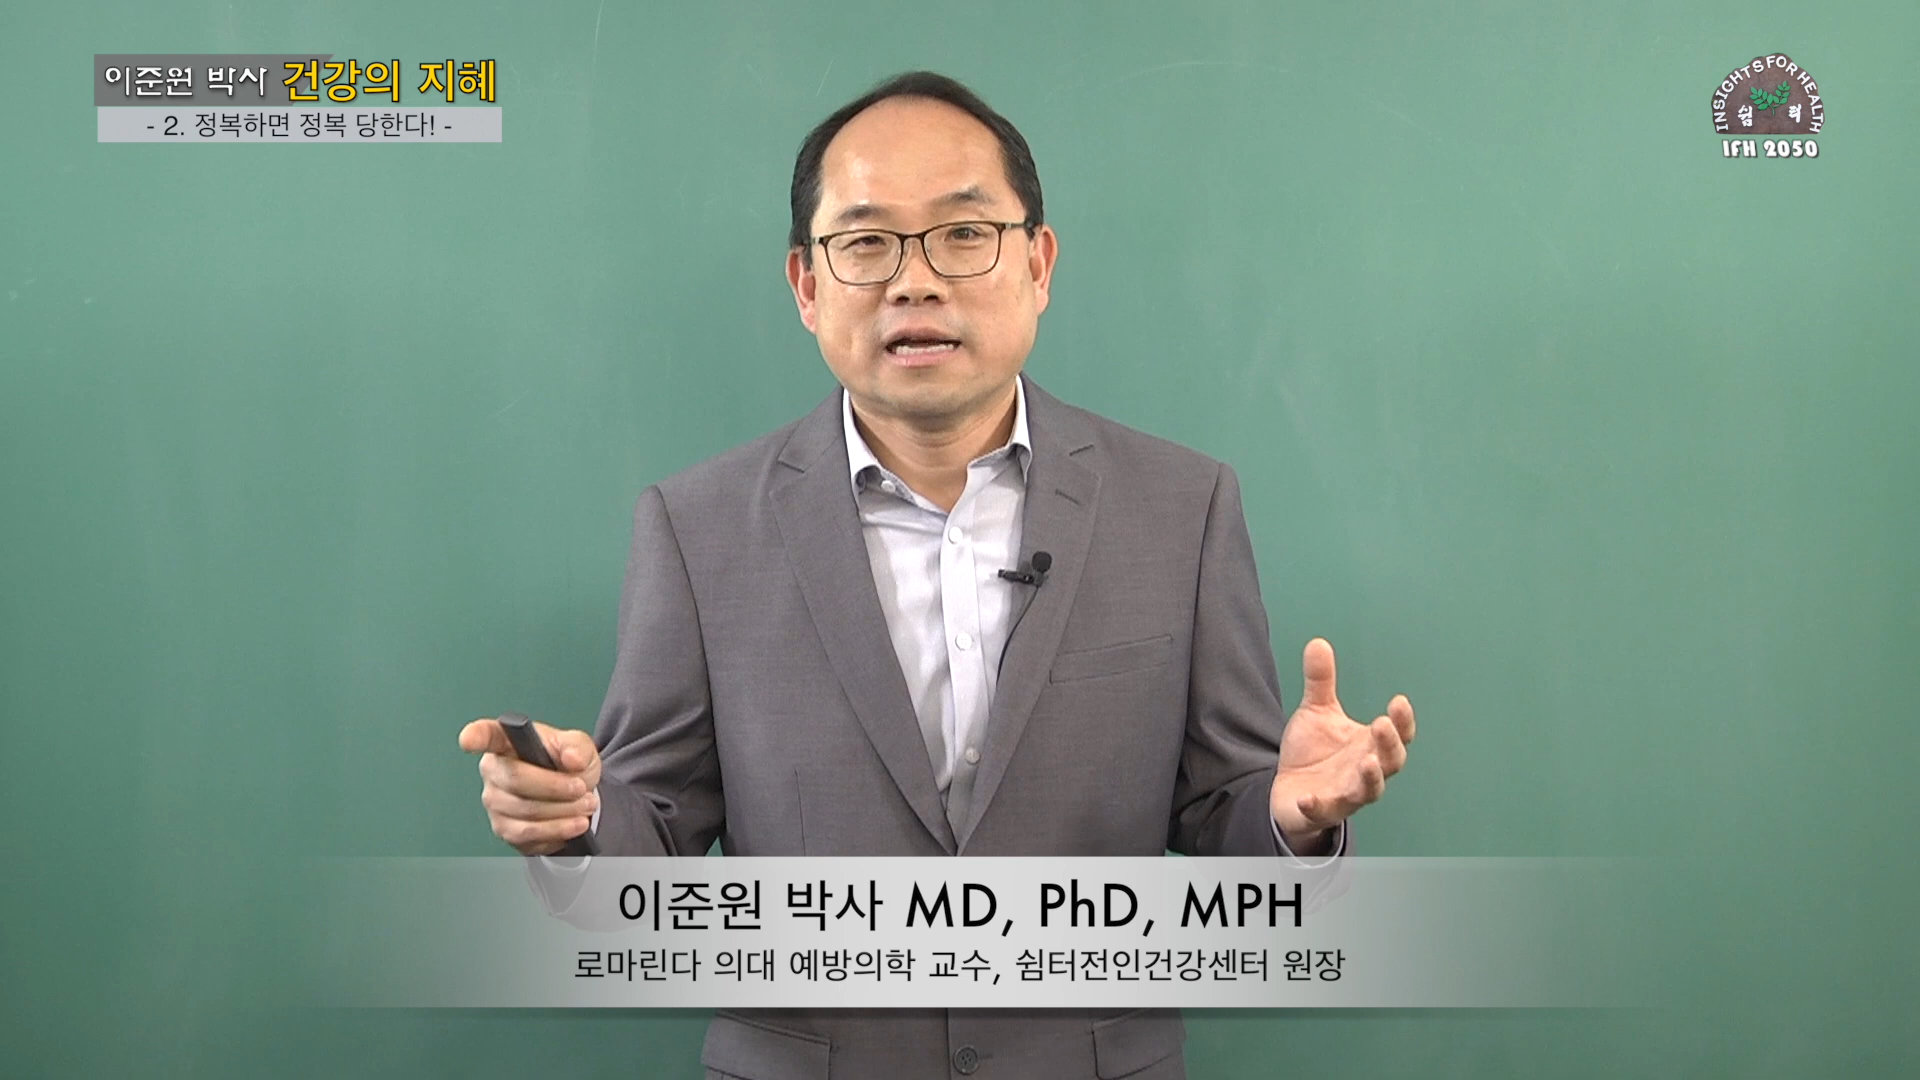 이준원 박사 건강의 지혜
- 2. 정복하면 정복 당한다! -
INSIGHTS FOR HEALTH
쉼 터
IFH 2050
이준원 박사 MD, PhD, MPH
로마린다 의대 예방의학 교수, 쉼터전인건강센터 원장